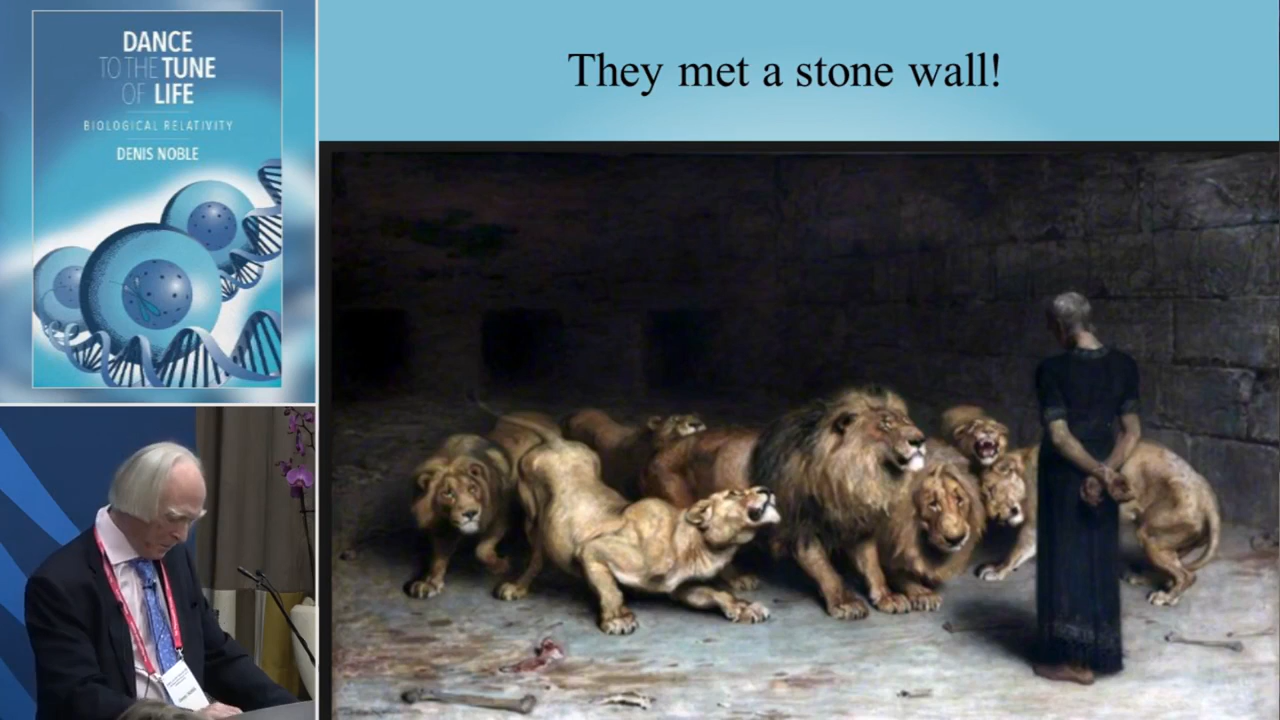 DANCE
TO THE TUNE
OF LIFE
BIOLOGICAL RELATIVITY
DENIS NOBLE
They met a stone wall!